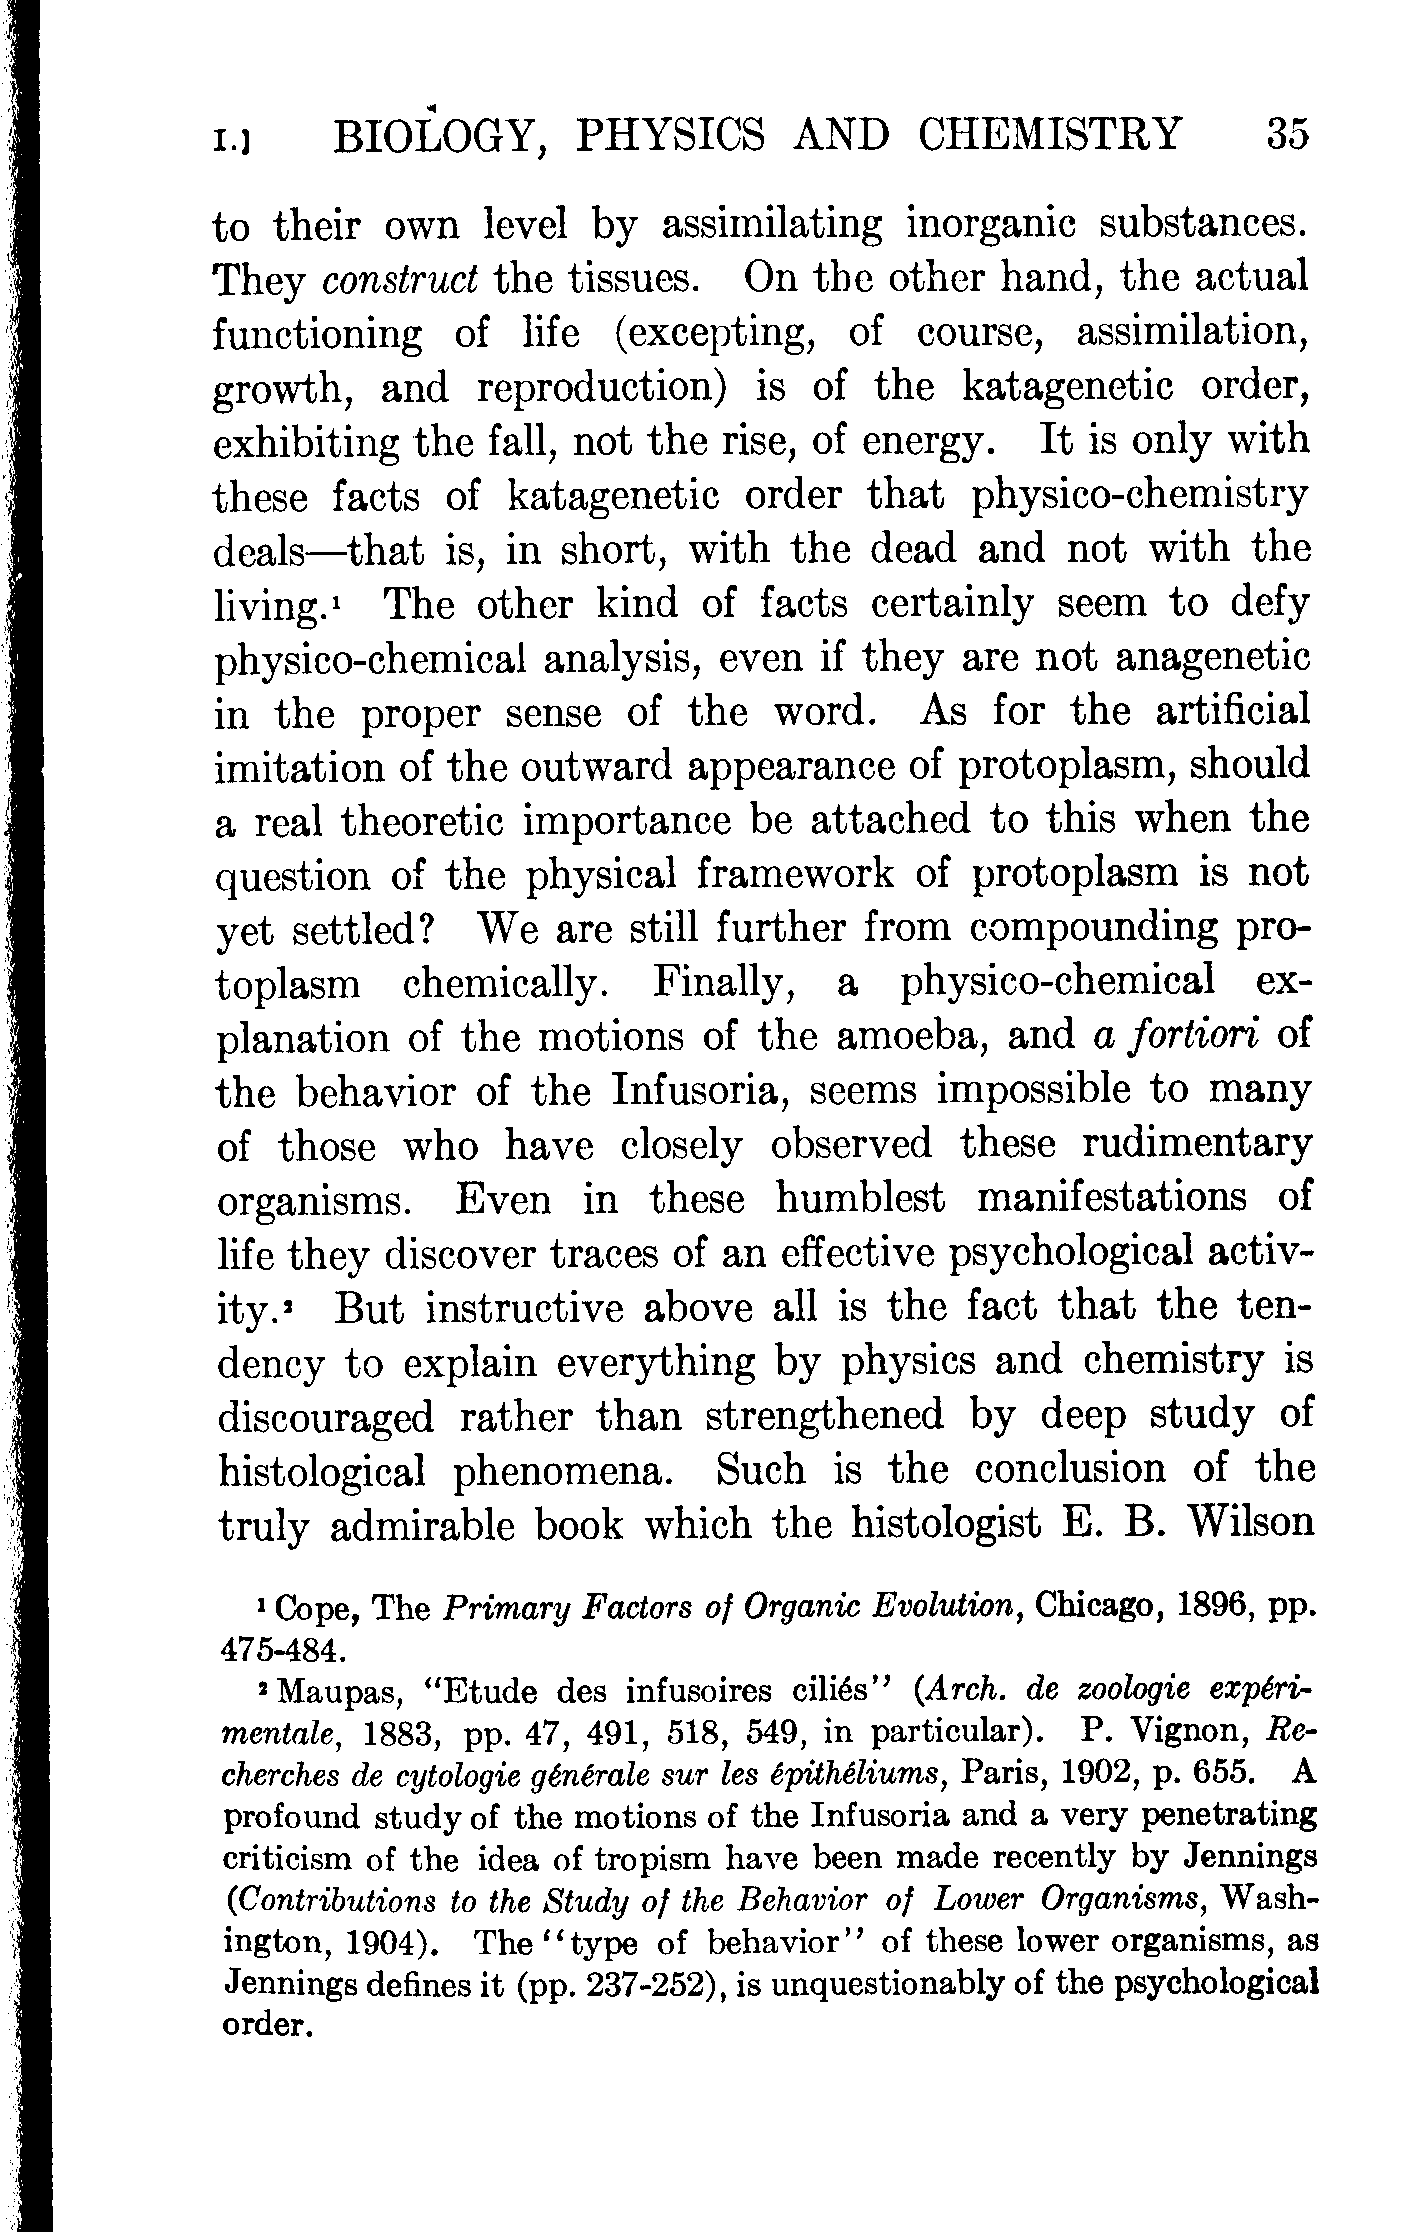 I.] BIOLOGY, PHYSICS AND CHEMISTRY 35
to their own level by assimilating inorganic substances.
They construct the tissues. On the other hand, the actual
functioning of life (excepting, of course, assimilation,
growth, and reproduction) is of the katagenetic order,
exhibiting the fall, not the rise, of energy. It is only with
these facts of katagenetic order that physico-chemistry
deals—that is, in short, with the dead and not with the
living.¹ The other kind of facts certainly seem to defy
physico-chemical analysis, even if they are not anagenetic
in the proper sense of the word. As for the artificial
imitation of the outward appearance of protoplasm, should
a real theoretic importance be attached to this when the
question of the physical framework of protoplasm is not
yet settled? We are still further from compounding pro-
toplasm chemically. Finally, a physico-chemical ex-
planation of the motions of the amoeba, and a fortiori of
the behavior of the Infusoria, seems impossible to many
of those who have closely observed these rudimentary
organisms. Even in these humblest manifestations of
life they discover traces of an effective psychological activ-
ity.² But instructive above all is the fact that the ten-
dency to explain everything by physics and chemistry is
discouraged rather than strengthened by deep study of
histological phenomena. Such is the conclusion of the
truly admirable book which the histologist E. B. Wilson
¹ Cope, The Primary Factors of Organic Evolution, Chicago, 1896, pp.
475-484.
² Maupas, "Etude des infusoires ciliés" (Arch. de zoologie expéri-
mentale, 1883, pp. 47, 491, 518, 549, in particular). P. Vignon, Re-
cherches de cytologie générale sur les épithéliums, Paris, 1902, p. 655. A
profound study of the motions of the Infusoria and a very penetrating
criticism of the idea of tropism have been made recently by Jennings
(Contributions to the Study of the Behavior of Lower Organisms, Wash-
ington, 1904). The "type of behavior" of these lower organisms, as
Jennings defines it (pp. 237-252), is unquestionably of the psychological
order.